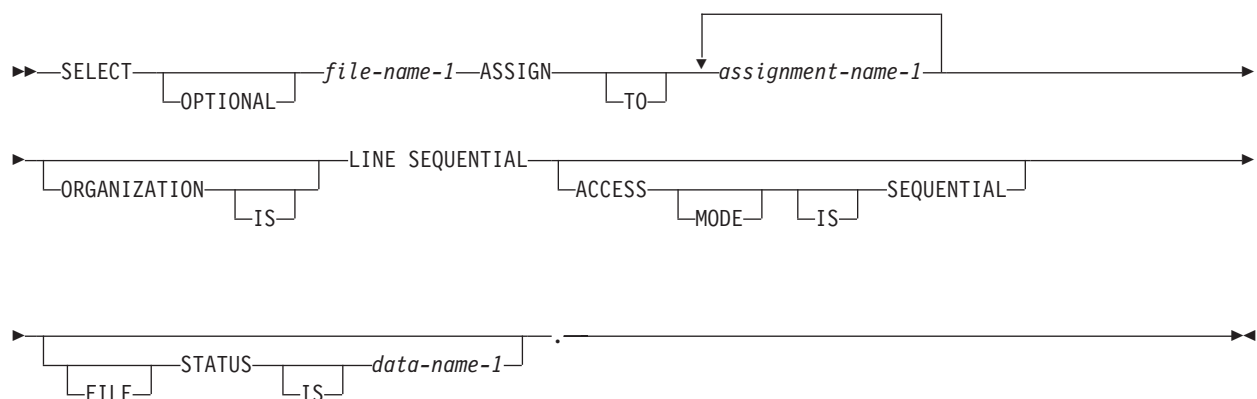 SELECT OPTIONAL file-name-1 ASSIGN TO assignment-name-1
ORGANIZATION IS LINE SEQUENTIAL ACCESS MODE IS SEQUENTIAL
FILE STATUS IS data-name-1 .